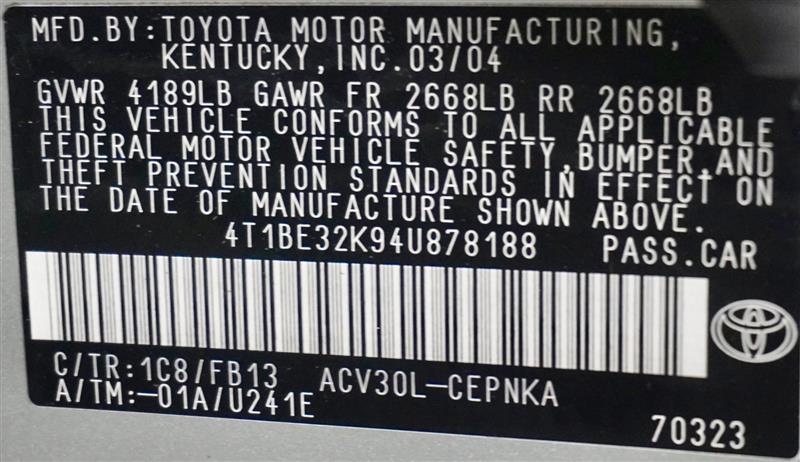 MFD.BY:TOYOTA MOTOR MANUFACTURING,
KENTUCKY,INC.03/04
GVWR 4189LB GAWR FR 2668LB RR 2668LB
THIS VEHICLE CONFORMS TO ALL APPLICABLE
FEDERAL MOTOR VEHICLE SAFETY,BUMPER,AND
THEFT PREVENTION STANDARDS IN EFFECT ON
THE DATE OF MANUFACTURE SHOWN ABOVE.
4T1BE32K94U878188 PASS.CAR
C/TR:1C8/FB13 ACV30L-CEPNKA
A/TM:-01A/U241E
70323